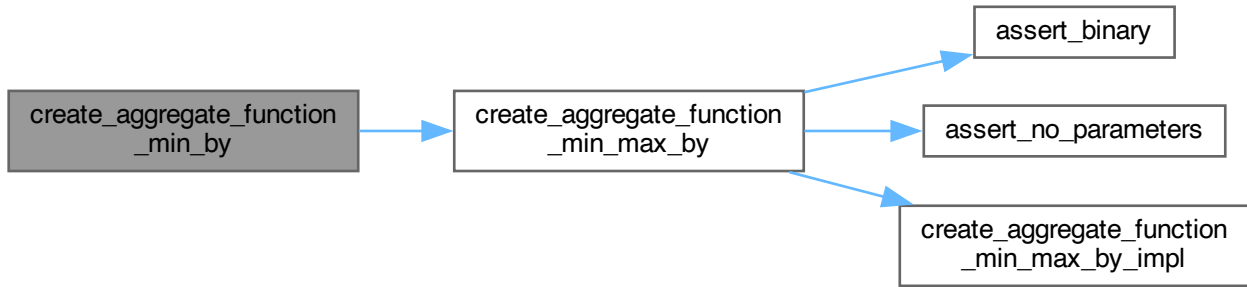 create_aggregate_function
_min_by
create_aggregate_function
_min_max_by
assert_binary
assert_no_parameters
create_aggregate_function
_min_max_by_impl